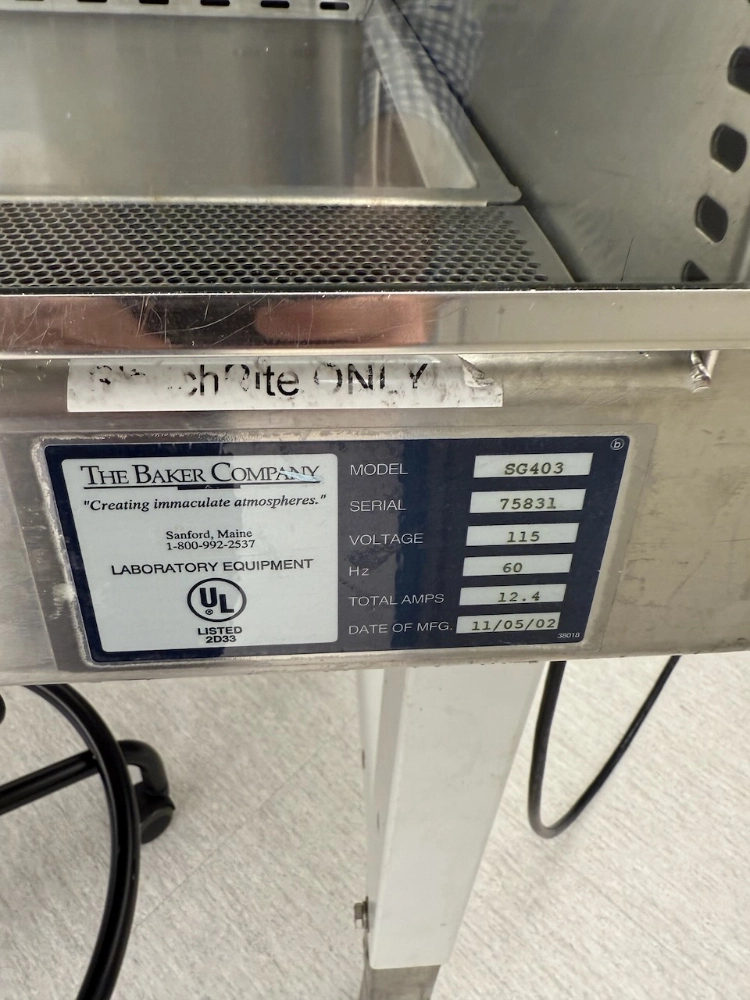 chRite ONLY
THE BAKER COMPANY
"Creating immaculate atmospheres."
Sanford, Maine
1-800-992-2537
LABORATORY EQUIPMENT
UL
®
LISTED
2D33
MODEL SG403
SERIAL 75831
VOLTAGE 115
Hz 60
TOTAL AMPS 12.4
DATE OF MFG. 11/05/02
38018
b